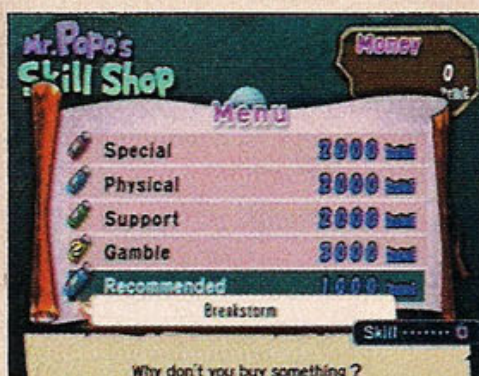 Mr. Popo's
Skill Shop
Money
0
Menu
Special 2000
Physical 2000
Support 2000
Gamble 3000
Recommended 1000
Breakstorm
Skill ······· 0
Why don't you buy something?